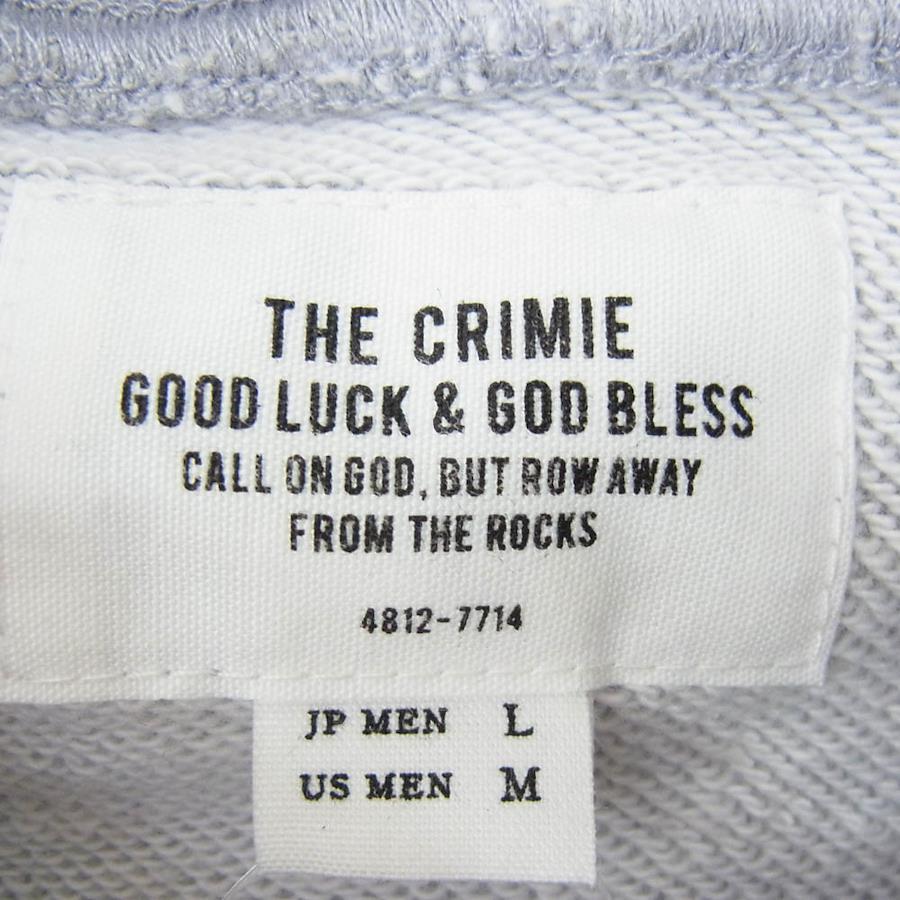 THE CRIMIE
GOOD LUCK & GOD BLESS
CALL ON GOD, BUT ROW AWAY
FROM THE ROCKS
4812-7714
JP MEN L
US MEN M